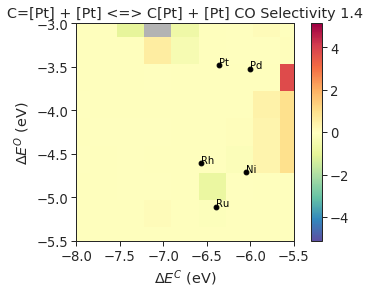 C=[Pt] + [Pt] <=> C[Pt] + [Pt] CO Selectivity 1.4
−3.0
−3.5
−4.0
−4.5
−5.0
−5.5
ΔE^O (eV)
Pt
Pd
Rh
Ni
Ru
−8.0 −7.5 −7.0 −6.5 −6.0 −5.5
ΔE^C (eV)
4
2
0
−2
−4